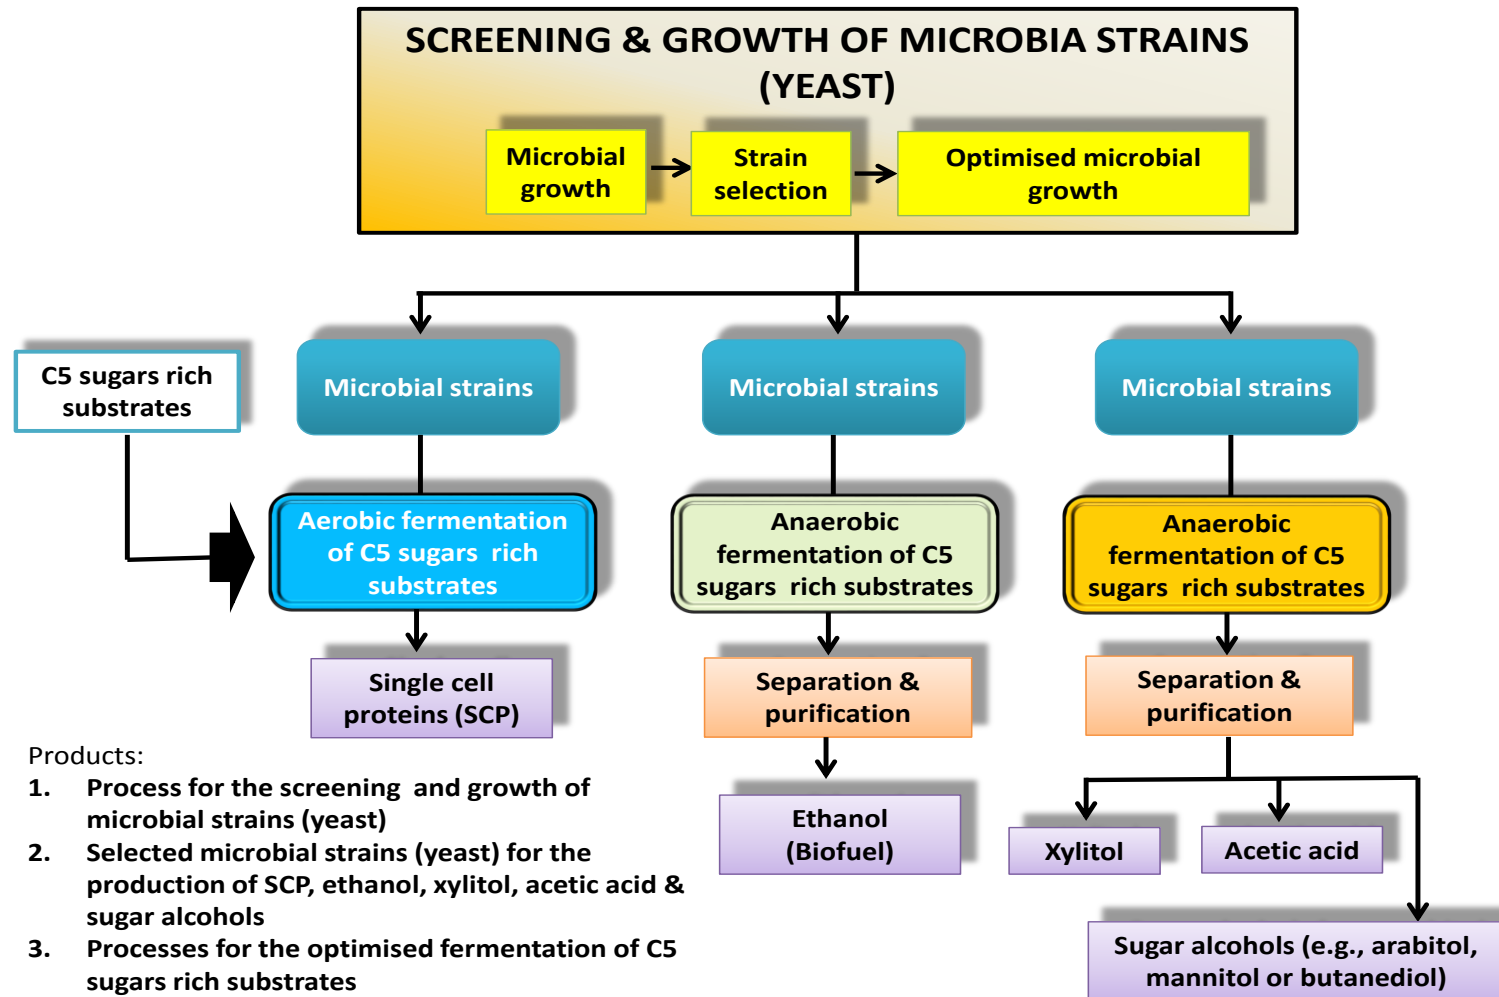 SCREENING & GROWTH OF MICROBIA STRAINS
(YEAST)
Microbial
growth
Strain
selection
Optimised microbial
growth
C5 sugars rich
substrates
Microbial strains
Microbial strains
Microbial strains
Aerobic fermentation
of C5 sugars rich
substrates
Anaerobic
fermentation of C5
sugars rich substrates
Anaerobic
fermentation of C5
sugars rich substrates
Single cell
proteins (SCP)
Separation &
purification
Separation &
purification
Ethanol
(Biofuel)
Xylitol
Acetic acid
Sugar alcohols (e.g., arabitol,
mannitol or butanediol)
Products:
1. Process for the screening and growth of
microbial strains (yeast)
2. Selected microbial strains (yeast) for the
production of SCP, ethanol, xylitol, acetic acid &
sugar alcohols
3. Processes for the optimised fermentation of C5
sugars rich substrates